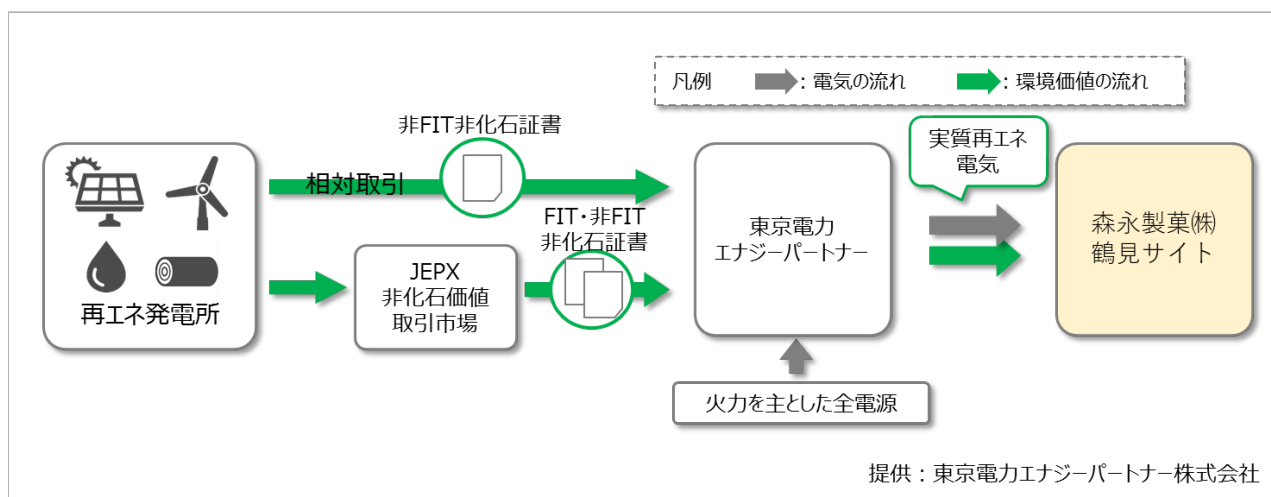 凡例 :電気の流れ :環境価値の流れ
非FIT非化石証書
相対取引
再エネ発電所
JEPX
非化石価値
取引市場
FIT・非FIT
非化石証書
東京電力
エナジーパートナー
火力を主とした全電源
実質再エネ
電気
森永製菓㈱
鶴見サイト
提供:東京電力エナジーパートナー株式会社